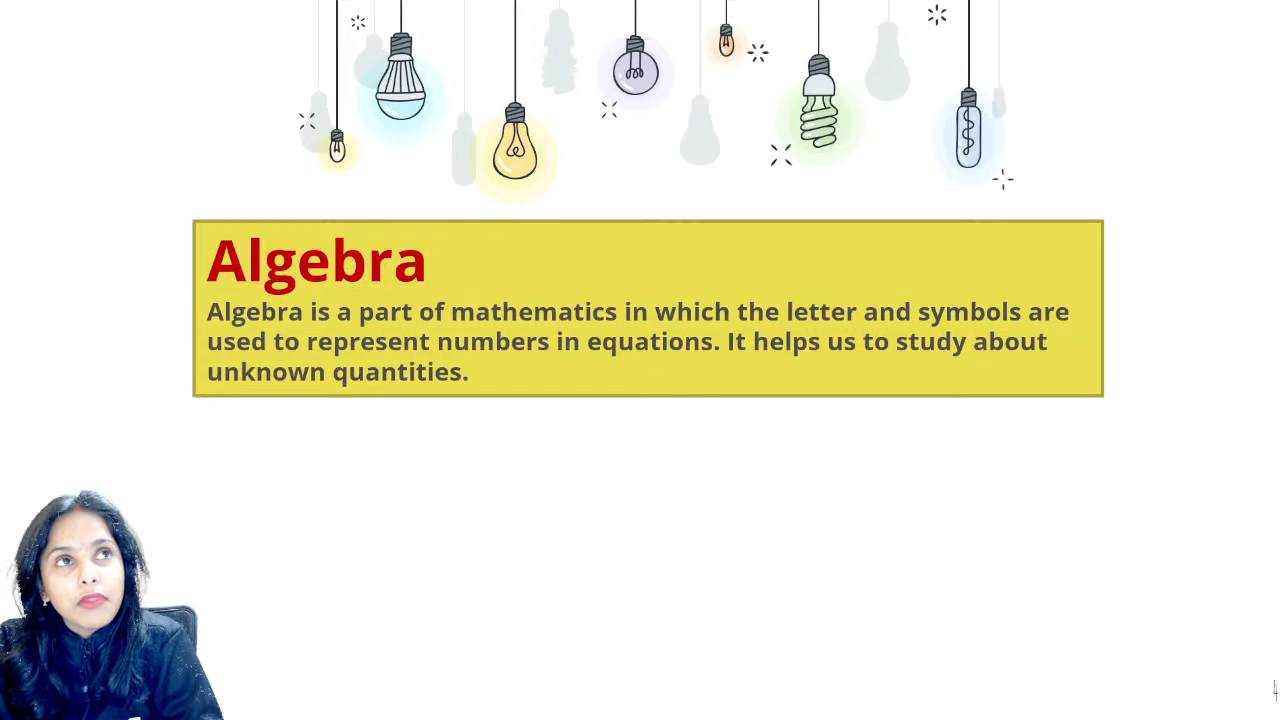 Algebra
Algebra is a part of mathematics in which the letter and symbols are
used to represent numbers in equations. It helps us to study about
unknown quantities.